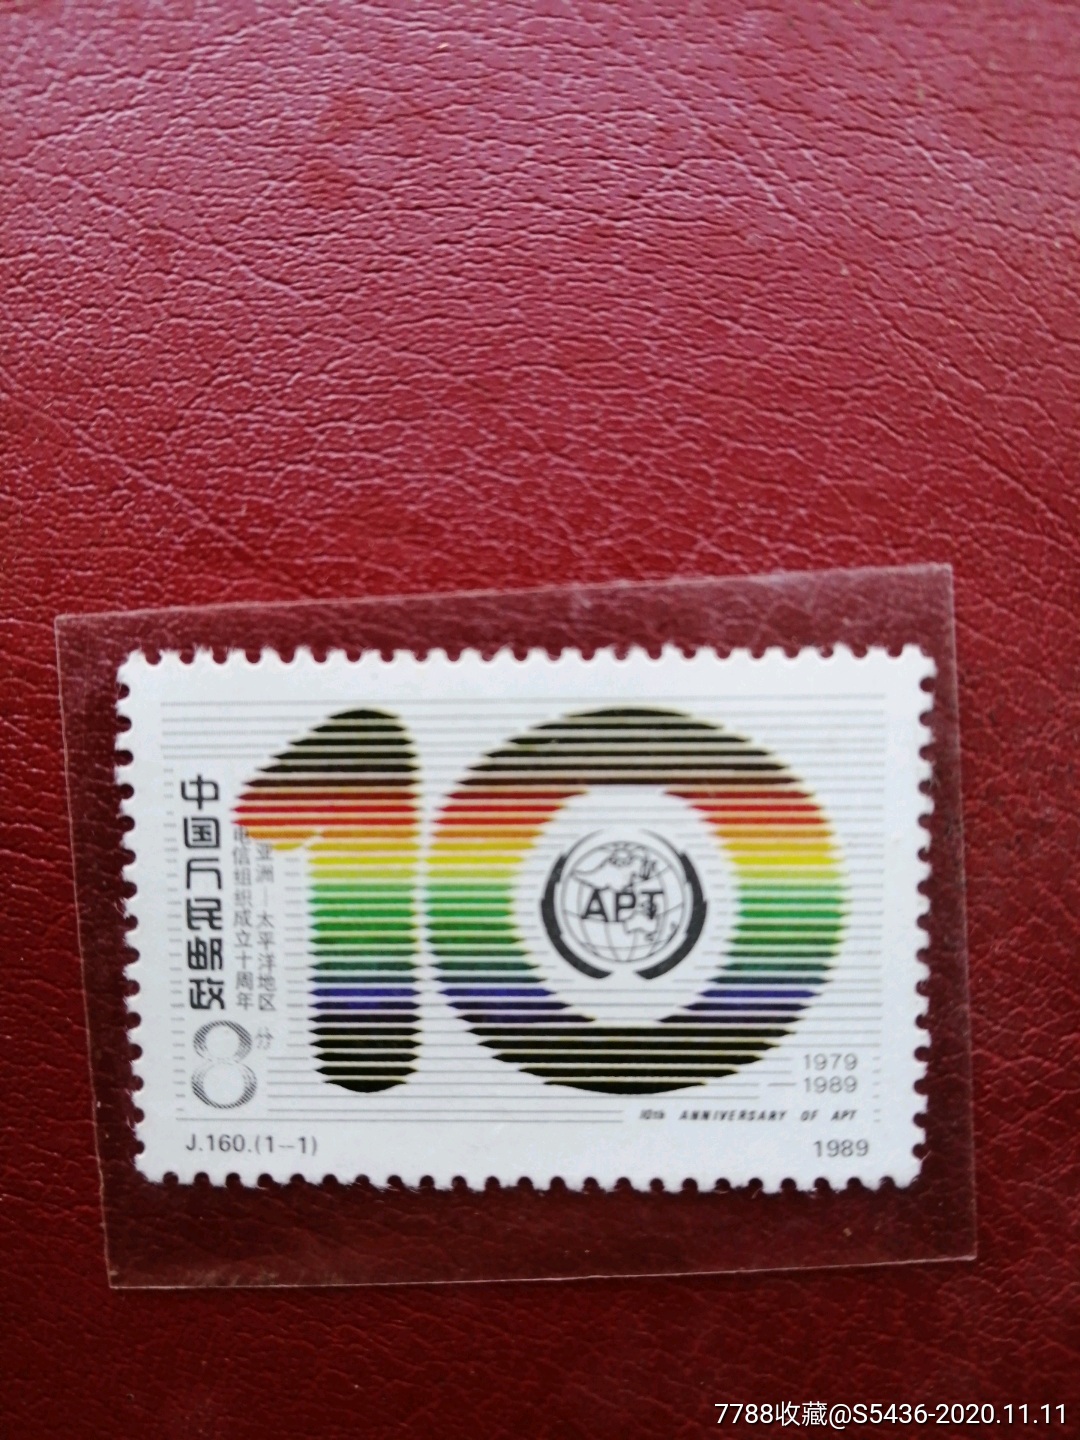 中国人民邮政
亚洲—太平洋地区
电信组织成立十周年
8分
10
APT
1979
—1989
10th ANNIVERSARY OF APT
J.160.(1--1)
1989
7788收藏@S5436-2020.11.11